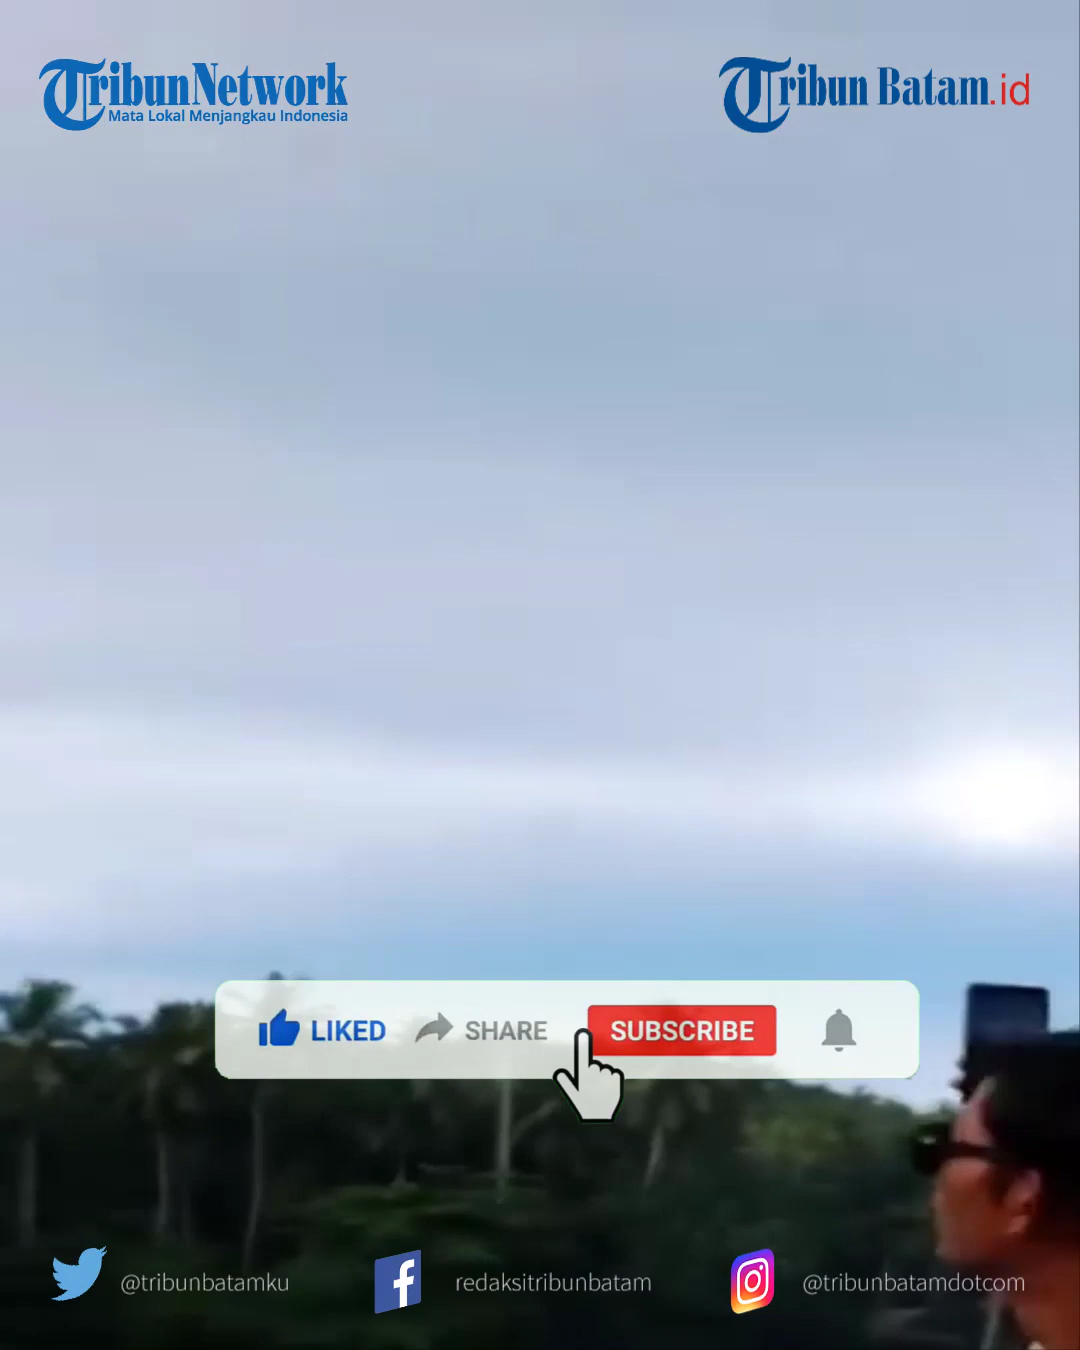 TribunNetwork
Mata Lokal Menjangkau Indonesia
Tribun Batam.id
LIKED SHARE SUBSCRIBE
@tribunbatamku
redaksitribunbatam
@tribunbatamdotcom